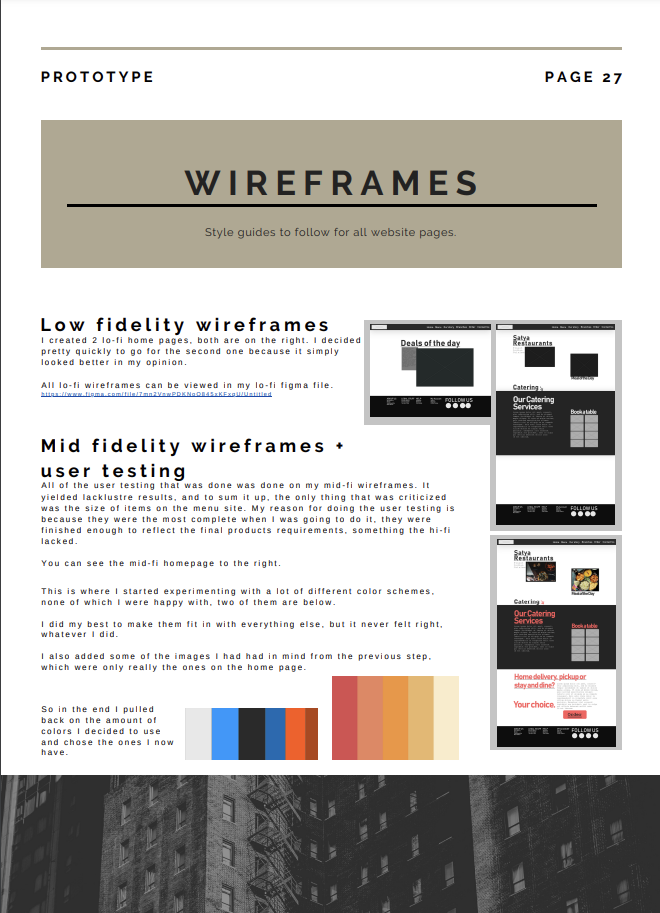 PROTOTYPE
PAGE 27
WIREFRAMES
Style guides to follow for all website pages.
Low fidelity wireframes
I created 2 lo-fi home pages, both are on the right. I decided
pretty quickly to go for the second one because it simply
looked better in my opinion.
All lo-fi wireframes can be viewed in my lo-fi figma file.
Deals of the day
FOLLOW US
Satya
Restaurants
Meal of the Day
Catering
Our Catering
Services
Book a table
FOLLOW US
Mid fidelity wireframes +
user testing
All of the user testing that was done was done on my mid-fi wireframes. It
yielded lacklustre results, and to sum it up, the only thing that was criticized
was the size of items on the menu site. My reason for doing the user testing is
because they were the most complete when I was going to do it, they were
finished enough to reflect the final products requirements, something the hi-fi
lacked.
You can see the mid-fi homepage to the right.
This is where I started experimenting with a lot of different color schemes,
none of which I were happy with, two of them are below.
I did my best to make them fit in with everything else, but it never felt right,
whatever I did.
I also added some of the images I had had in mind from the previous step,
which were only really the ones on the home page.
So in the end I pulled
back on the amount of
colors I decided to use
and chose the ones I now
have.
Satya
Restaurants
Meal of the Day
Catering
Our Catering
Services
Book a table
Home delivery, pickup or
stay and dine?
Your choice.
FOLLOW US